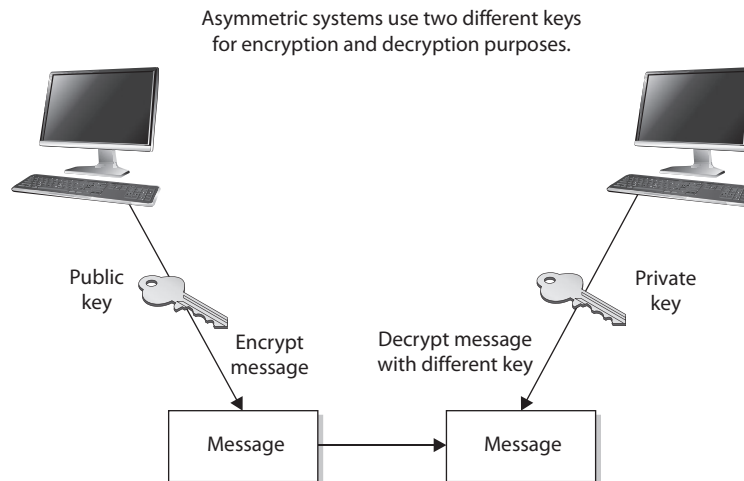 Asymmetric systems use two different keys
for encryption and decryption purposes.
Public
key
Private
key
Encrypt
message
Decrypt message
with different key
Message
Message